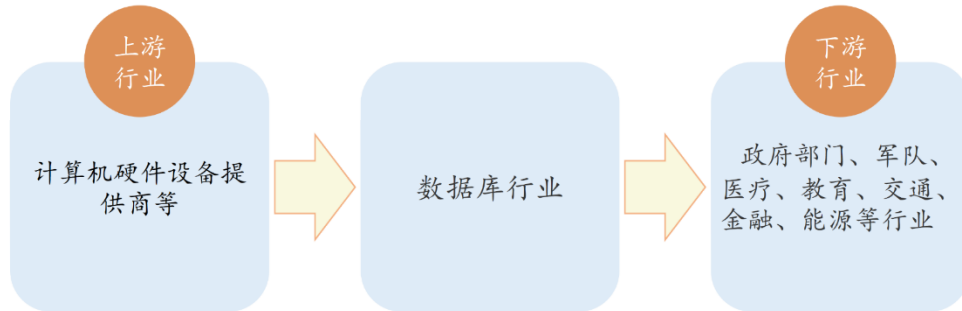 上游
行业
计算机硬件设备提
供商等
数据库行业
下游
行业
政府部门、军队、
医疗、教育、交通、
金融、能源等行业